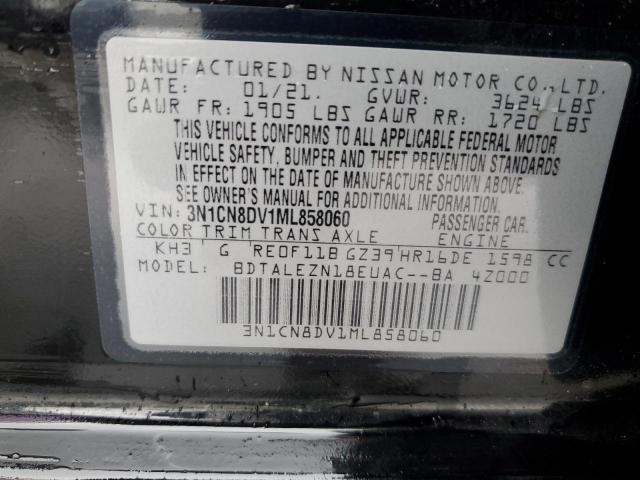 MANUFACTURED BY NISSAN MOTOR CO., LTD.
DATE: 01/21. GVWR: 3624 LBS
GAWR FR: 1905 LBS GAWR RR: 1720 LBS
THIS VEHICLE CONFORMS TO ALL APPLICABLE FEDERAL MOTOR
VEHICLE SAFETY, BUMPER AND THEFT PREVENTION STANDARDS
IN EFFECT ON THE DATE OF MANUFACTURE SHOWN ABOVE.
SEE OWNER'S MANUAL FOR ADDITIONAL INFORMATION
VIN: 3N1CN8DV1ML858060 PASSENGER CAR.
COLOR TRIM TRANS AXLE ENGINE
KH3 G RE0F11B GZ39 HR16DE 1598 CC
MODEL: BDTALEZN18EUAC--BA 4Z000
3N1CN8DV1ML858060